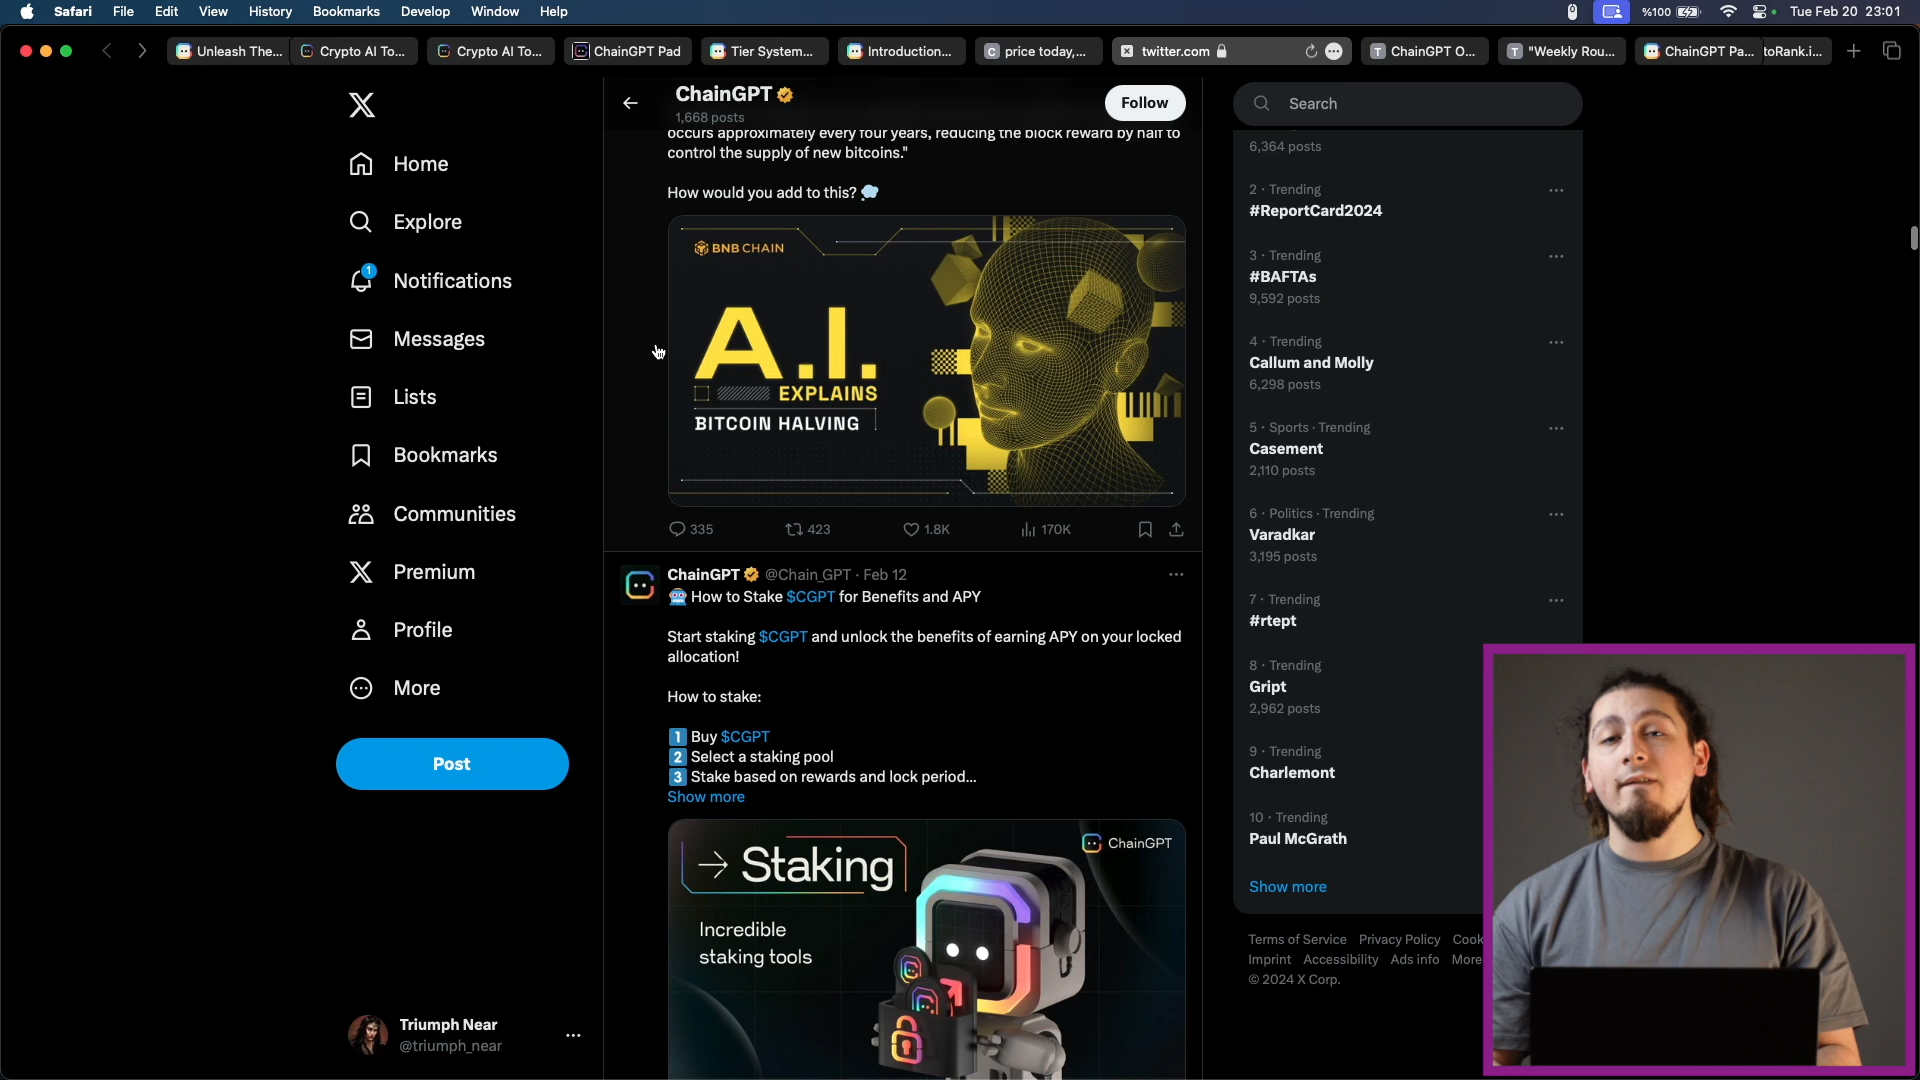 Safari File Edit View History Bookmarks Develop Window Help
%100 Tue Feb 20 23:01
Unleash The... Crypto AI To... Crypto AI To... ChainGPT Pad Tier System... Introduction... price today,... twitter.com ChainGPT O... "Weekly Rou... ChainGPT Pa... toRank.i...
Home
Explore
1
Notifications
Messages
Lists
Bookmarks
Communities
Premium
Profile
More
Post
Triumph Near
@triumph_near
ChainGPT
1,668 posts
Follow
occurs approximately every four years, reducing the block reward by half to
control the supply of new bitcoins."
How would you add to this?
BNB CHAIN
A.I.
EXPLAINS
BITCOIN HALVING
335 423 1.8K 170K
ChainGPT @Chain_GPT · Feb 12
How to Stake $CGPT for Benefits and APY
Start staking $CGPT and unlock the benefits of earning APY on your locked
allocation!
How to stake:
1 Buy $CGPT
2 Select a staking pool
3 Stake based on rewards and lock period...
Show more
ChainGPT
→ Staking
Incredible
staking tools
Search
6,364 posts
2 · Trending
#ReportCard2024
3 · Trending
#BAFTAs
9,592 posts
4 · Trending
Callum and Molly
6,298 posts
5 · Sports · Trending
Casement
2,110 posts
6 · Politics · Trending
Varadkar
3,195 posts
7 · Trending
#rtept
8 · Trending
Gript
2,962 posts
9 · Trending
Charlemont
10 · Trending
Paul McGrath
Show more
Terms of Service Privacy Policy Cook
Imprint Accessibility Ads info More
© 2024 X Corp.